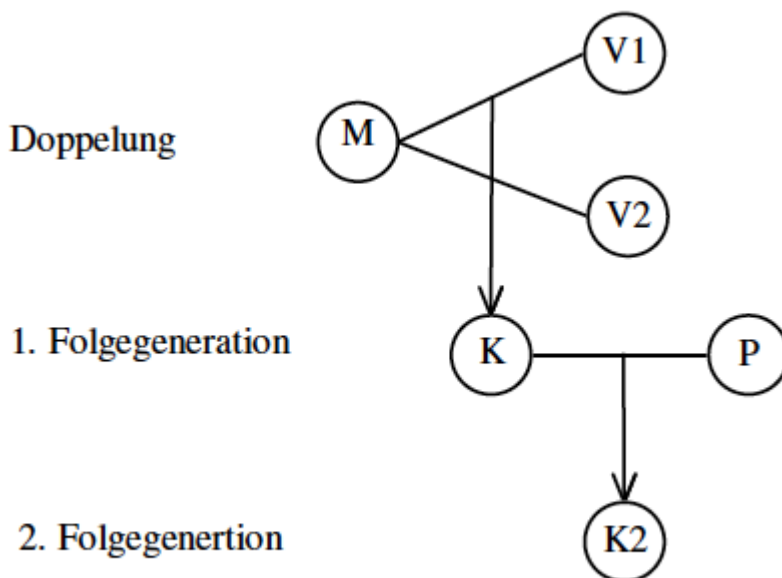 V1
Doppelung
M
V2
1. Folgegeneration
K
P
2. Folgegenertion
K2